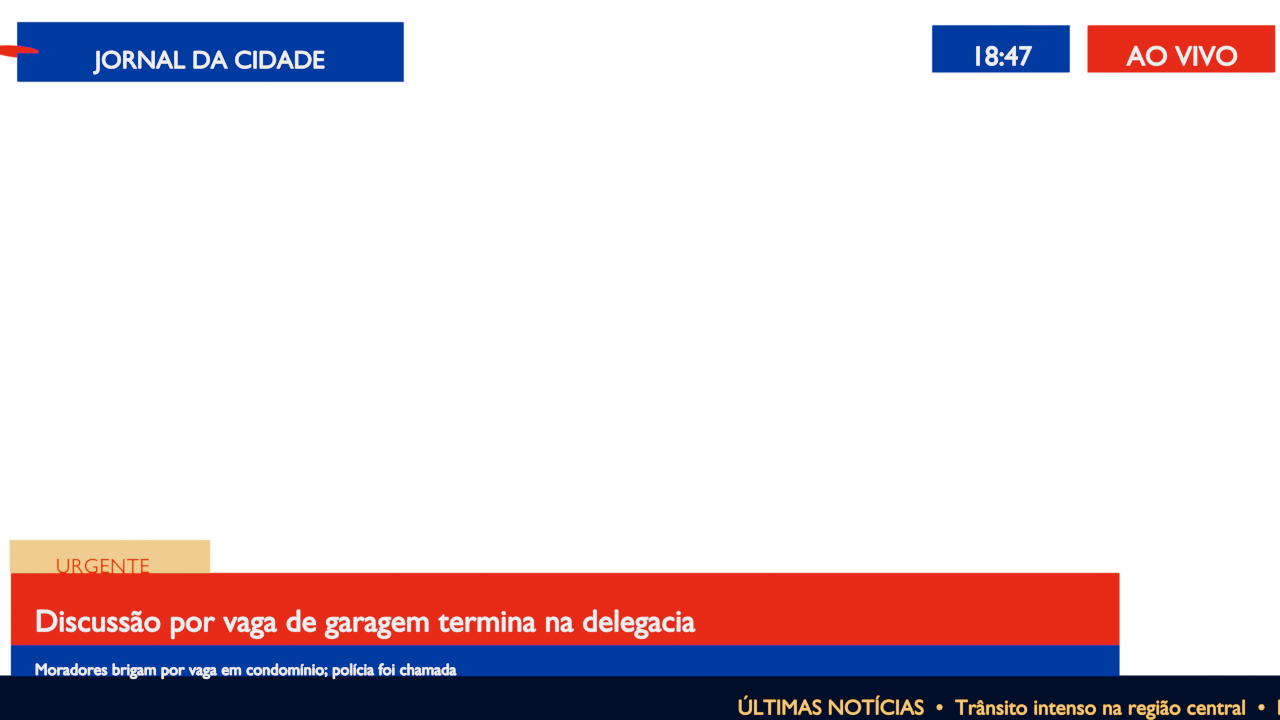 JORNAL DA CIDADE
18:47
AO VIVO
URGENTE
Discussão por vaga de garagem termina na delegacia
Moradores brigam por vaga em condomínio; polícia foi chamada
ÚLTIMAS NOTÍCIAS • Trânsito intenso na região central •